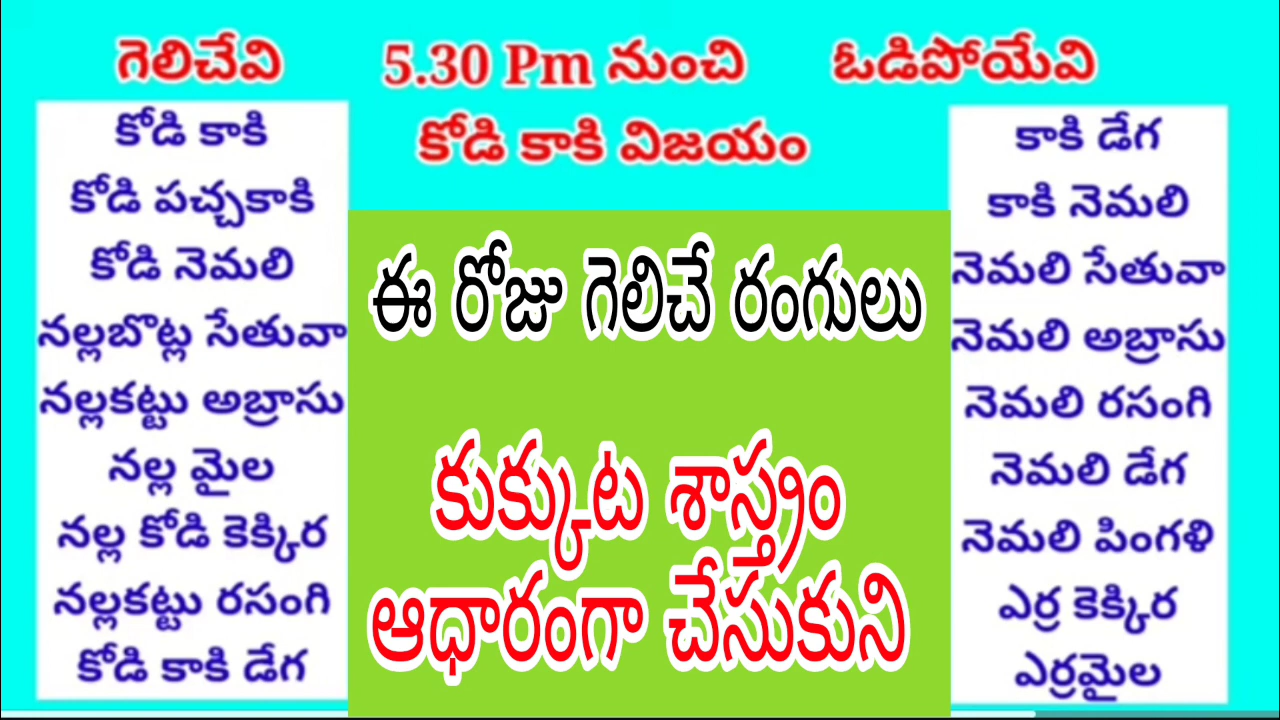 గెలిచేవి
5.30 Pm నుంచి
ఓడిపోయేవి
కోడి కాకి విజయం
కోడి కాకి
కోడి పచ్చకాకి
కోడి నెమలి
నల్లబొట్ల సేతువా
నల్లకట్టు అబ్రాసు
నల్ల మైల
నల్ల కోడి కెక్కిర
నల్లకట్టు రసంగి
కోడి కాకి డేగ
ఈ రోజు గెలిచే రంగులు
కుక్కుట శాస్త్రం
ఆధారంగా చేసుకుని
కాకి డేగ
కాకి నెమలి
నెమలి సేతువా
నెమలి అబ్రాసు
నెమలి రసంగి
నెమలి డేగ
నెమలి పింగళి
ఎర్ర కెక్కిర
ఎర్రమైల